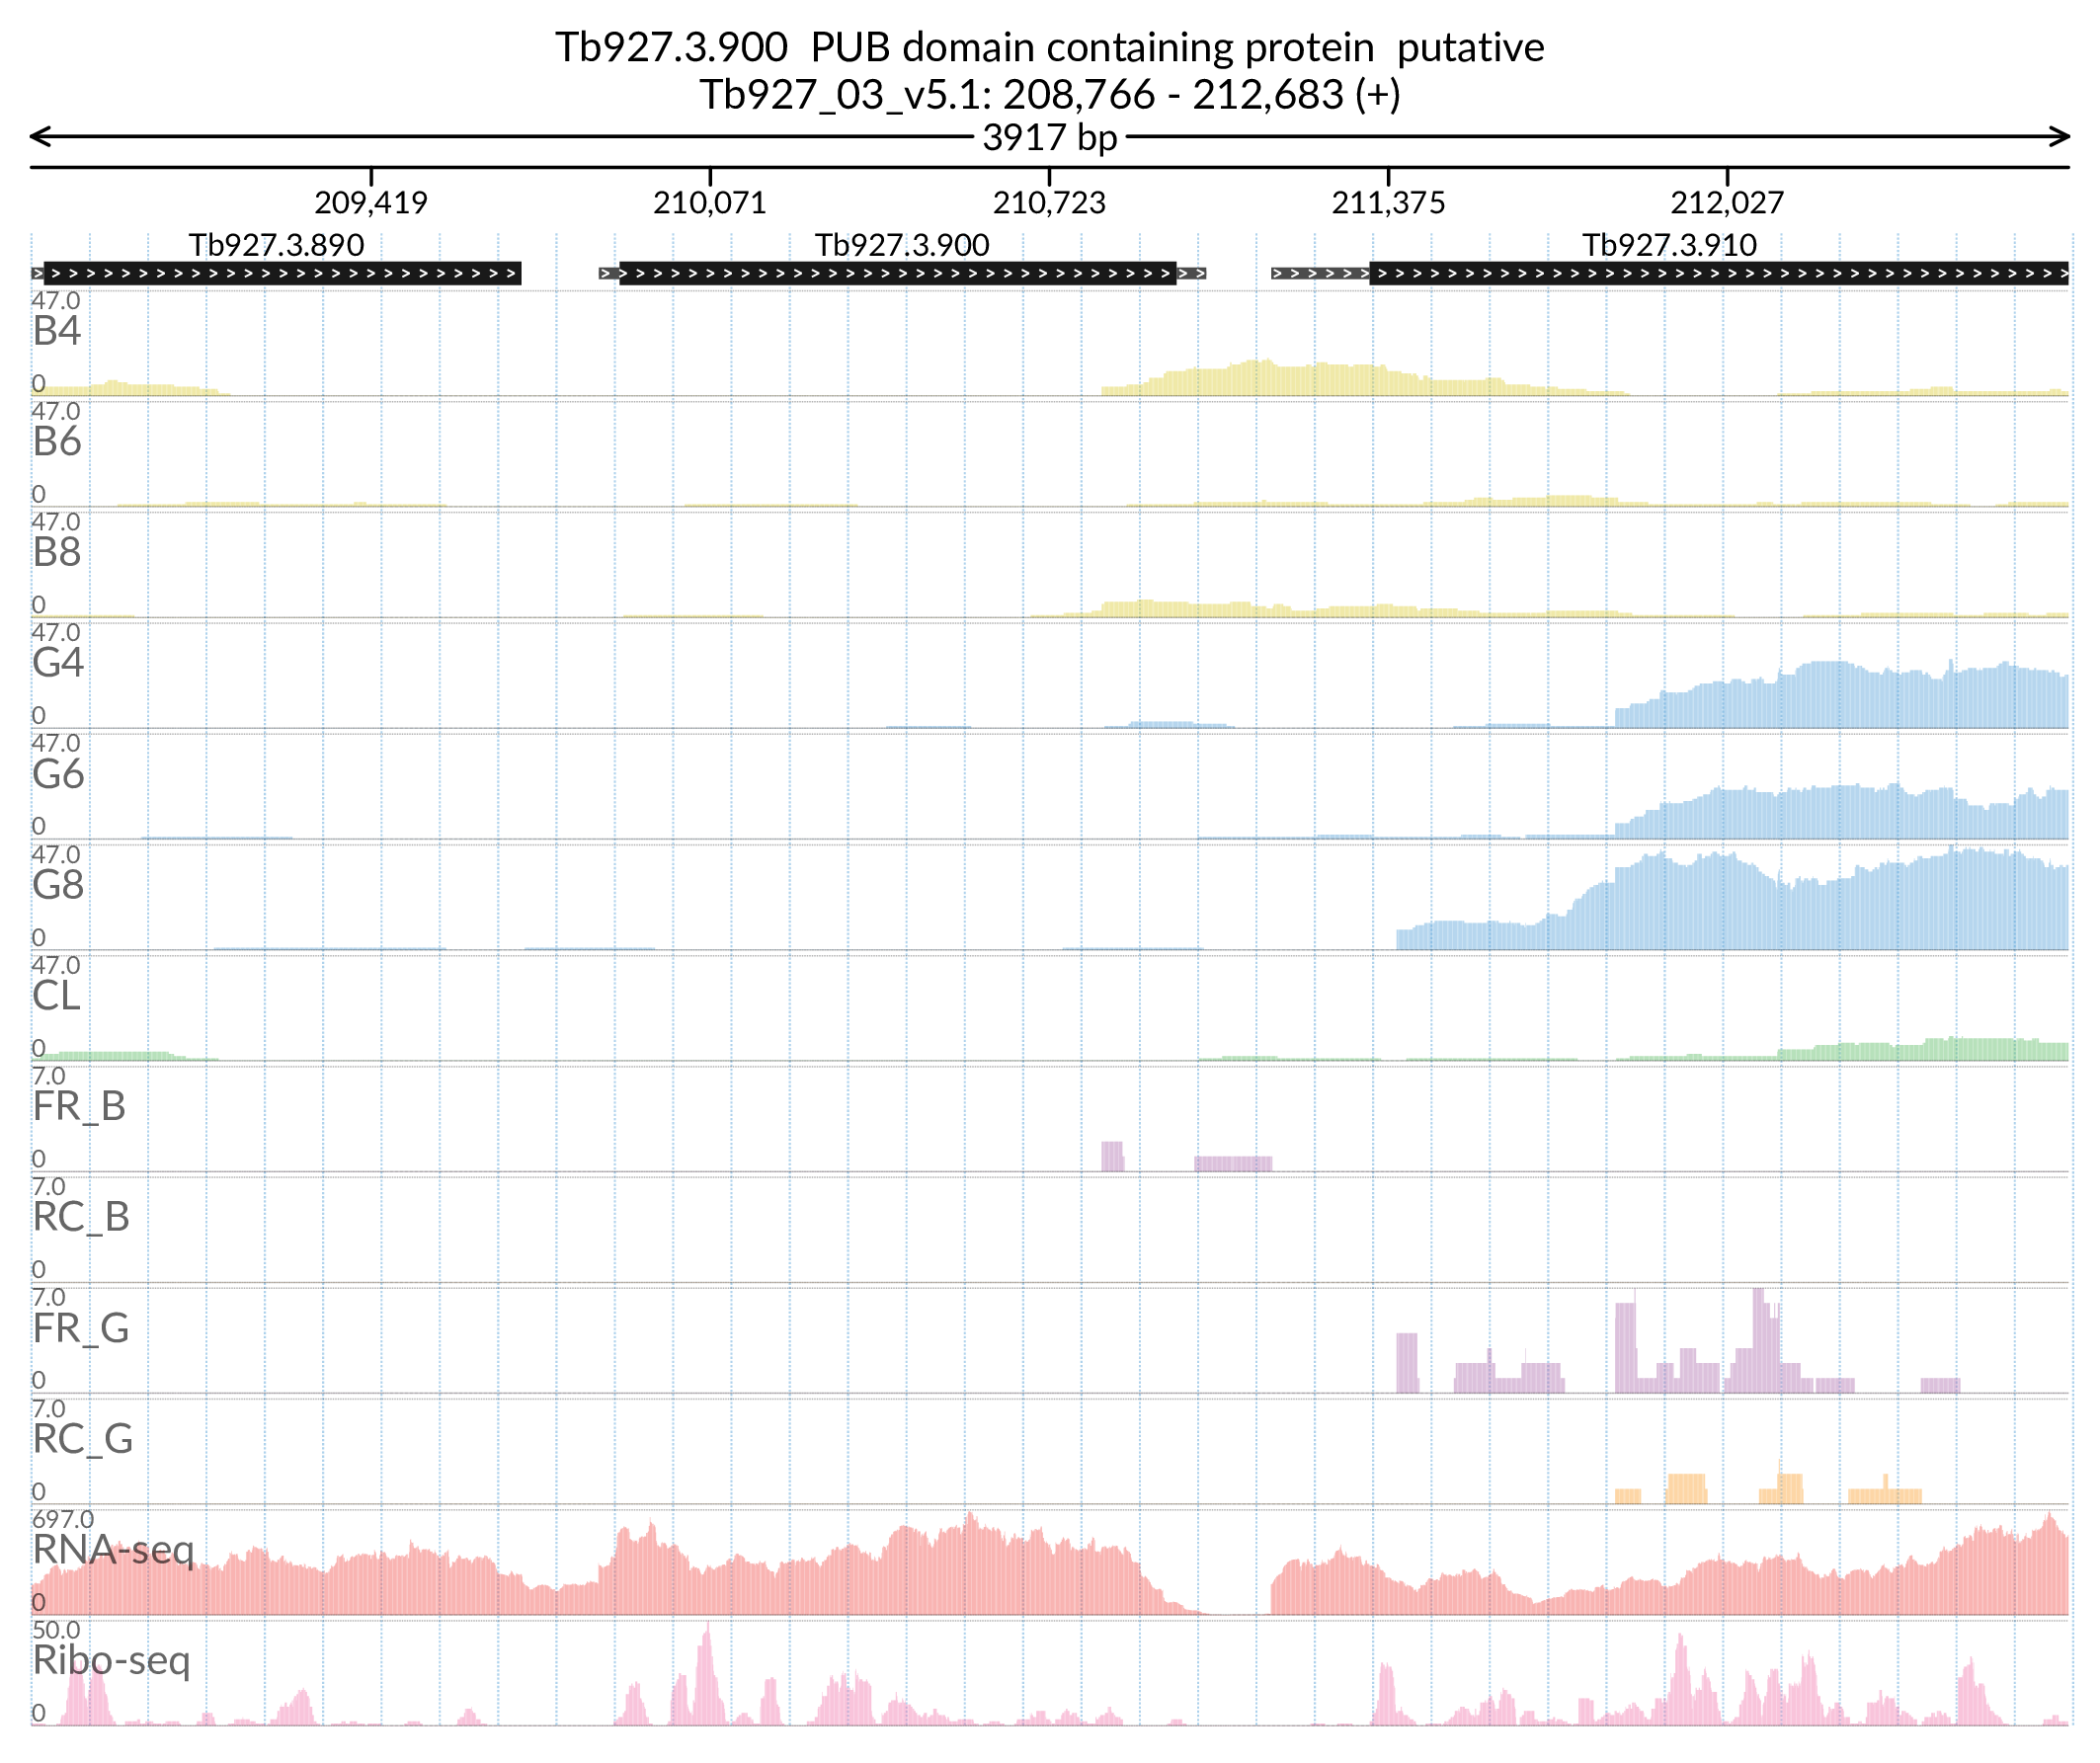 Tb927.3.900  PUB domain containing protein  putative
Tb927_03_v5.1: 208,766 - 212,683 (+)
3917 bp
209,419 210,071 210,723 211,375 212,027
Tb927.3.890 Tb927.3.900 Tb927.3.910
47.0
B4
0
47.0
B6
0
47.0
B8
0
47.0
G4
0
47.0
G6
0
47.0
G8
0
47.0
CL
0
7.0
FR_B
0
7.0
RC_B
0
7.0
FR_G
0
7.0
RC_G
0
697.0
RNA-seq
0
50.0
Ribo-seq
0